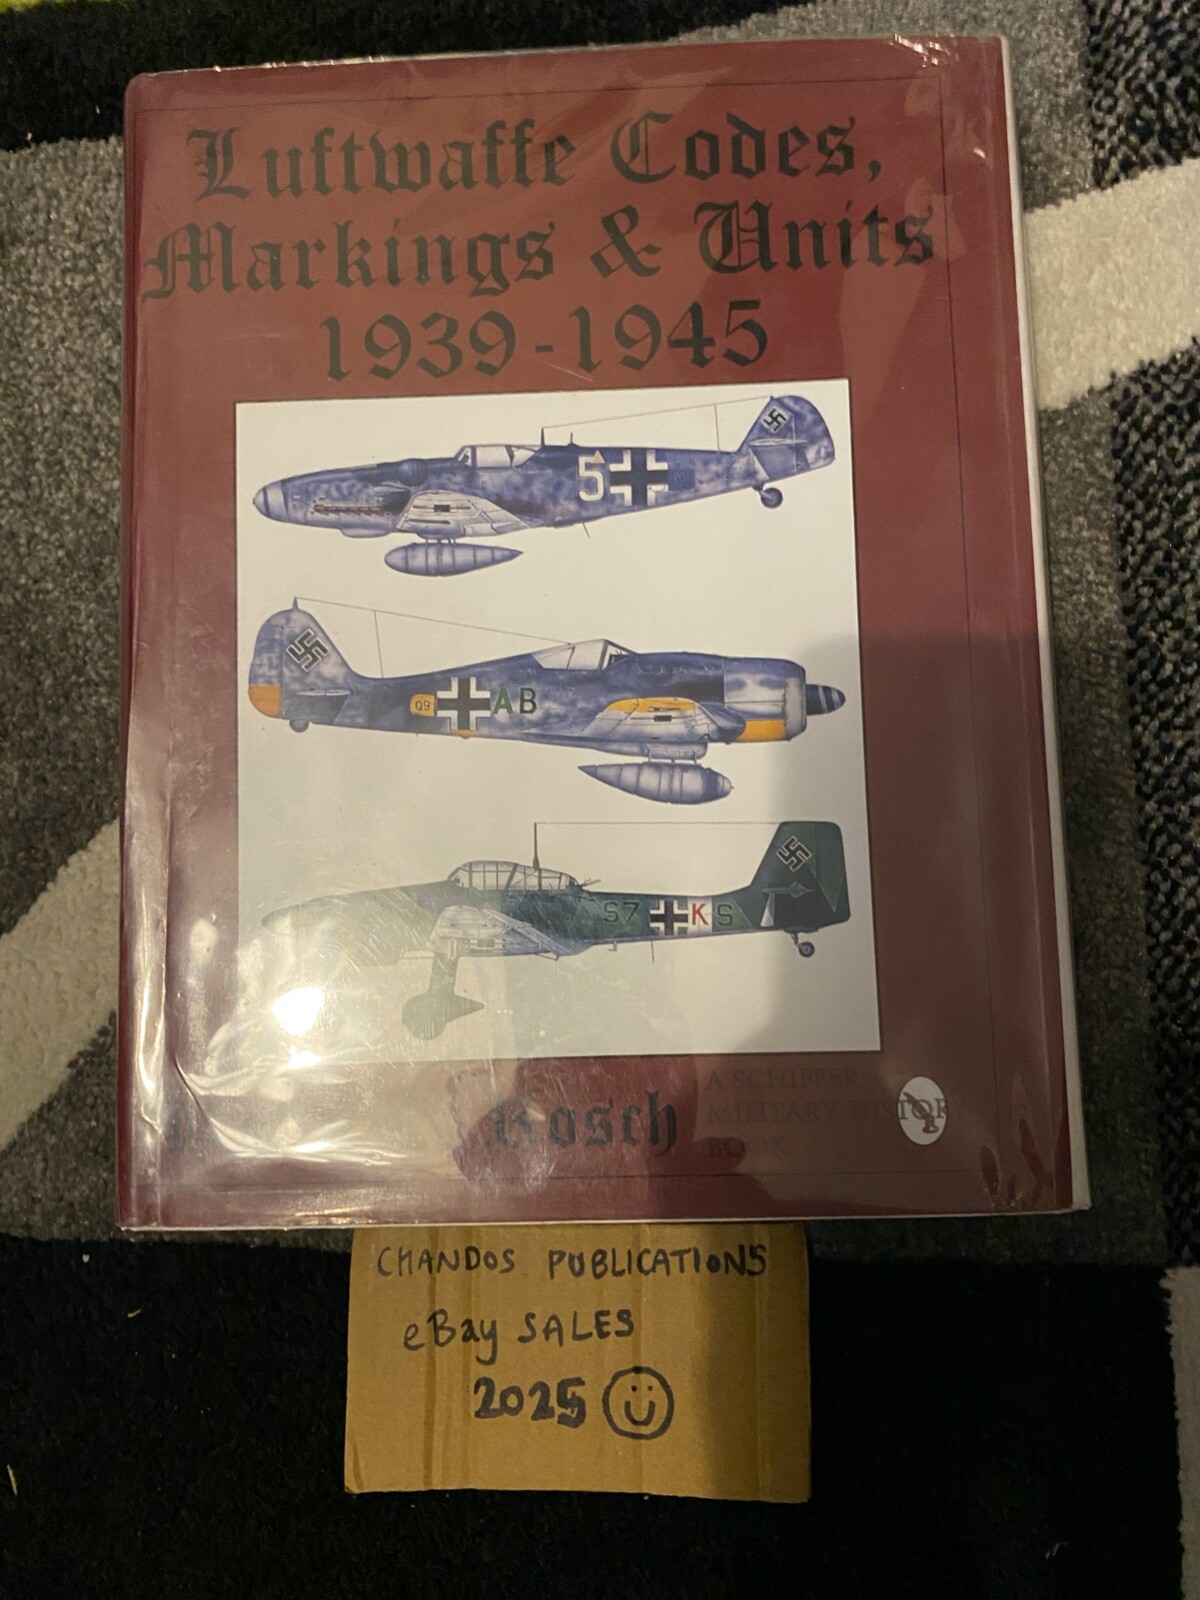 Luftwaffe Codes,
Markings & Units
1939-1945
5
Q9 AB
S7 KS
Rosch
A SCHIFFER
MILITARY HISTORY
BOOK
CHANDOS PUBLICATIONS
eBay SALES
2025